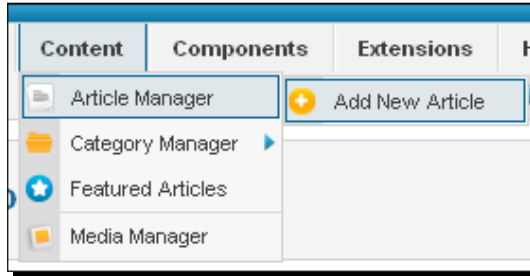 Content Components Extensions
Article Manager
Add New Article
Category Manager
Featured Articles
Media Manager